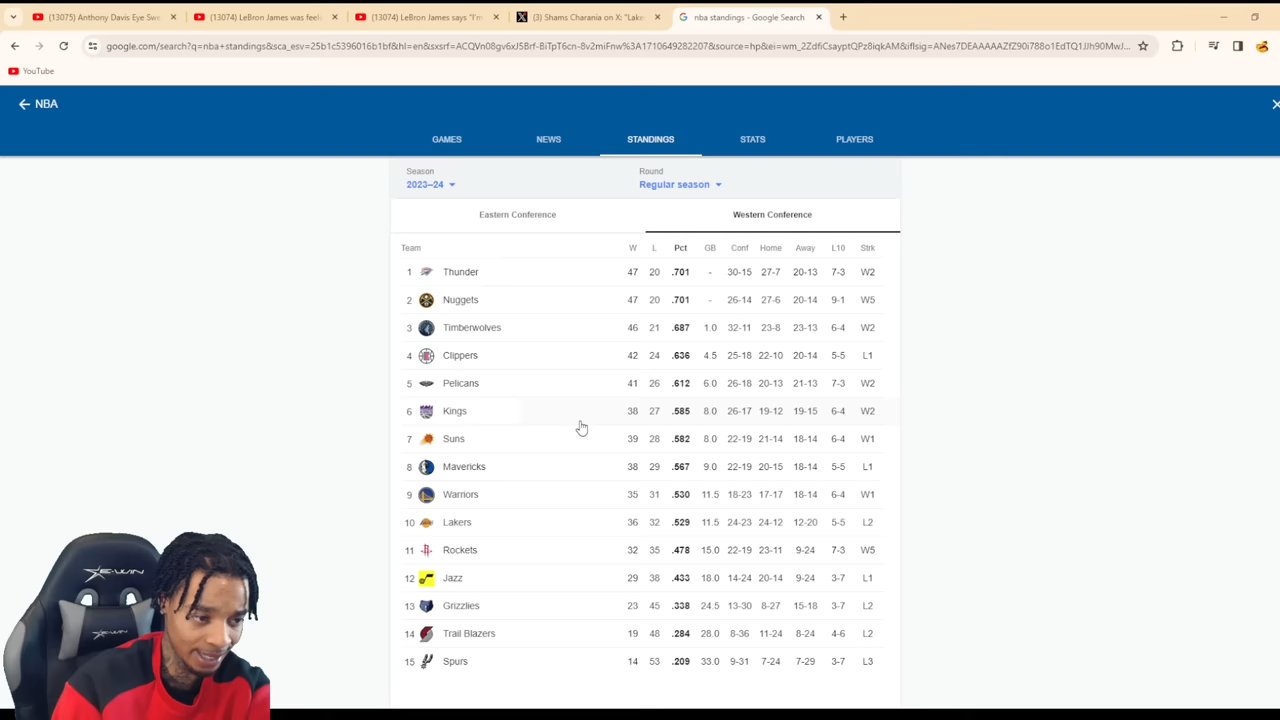 (13075) Anthony Davis Eye Swe
(13074) LeBron James was feeli
(13074) LeBron James says "I'm
(3) Shams Charania on X: "Lake
nba standings - Google Search
google.com/search?q=nba+standings&sca_esv=25b1c5396016b1bf&hl=en&sxsrf=
YouTube
NBA
GAMES NEWS STANDINGS STATS PLAYERS
Season Round
2023–24 Regular season
Eastern Conference Western Conference
Team W L Pct GB Conf Home Away L10 Strk
1 Thunder 47 20 .701 - 30-15 27-7 20-13 7-3 W2
2 Nuggets 47 20 .701 - 26-14 27-6 20-14 9-1 W5
3 Timberwolves 46 21 .687 1.0 32-11 23-8 23-13 6-4 W2
4 Clippers 42 24 .636 4.5 25-18 22-10 20-14 5-5 L1
5 Pelicans 41 26 .612 6.0 26-18 20-13 21-13 7-3 W2
6 Kings 38 27 .585 8.0 26-17 19-12 19-15 6-4 W2
7 Suns 39 28 .582 8.0 22-19 21-14 18-14 6-4 W1
8 Mavericks 38 29 .567 9.0 22-19 20-15 18-14 5-5 L1
9 Warriors 35 31 .530 11.5 18-23 17-17 18-14 6-4 W1
10 Lakers 36 32 .529 11.5 24-23 24-12 12-20 5-5 L2
11 Rockets 32 35 .478 15.0 22-19 23-11 9-24 7-3 W5
12 Jazz 29 38 .433 18.0 14-24 20-14 9-24 3-7 L1
13 Grizzlies 23 45 .338 24.5 13-30 8-27 15-18 3-7 L2
14 Trail Blazers 19 48 .284 28.0 8-36 11-24 8-24 4-6 L2
15 Spurs 14 53 .209 33.0 9-31 7-24 7-29 3-7 L3
E-WIN